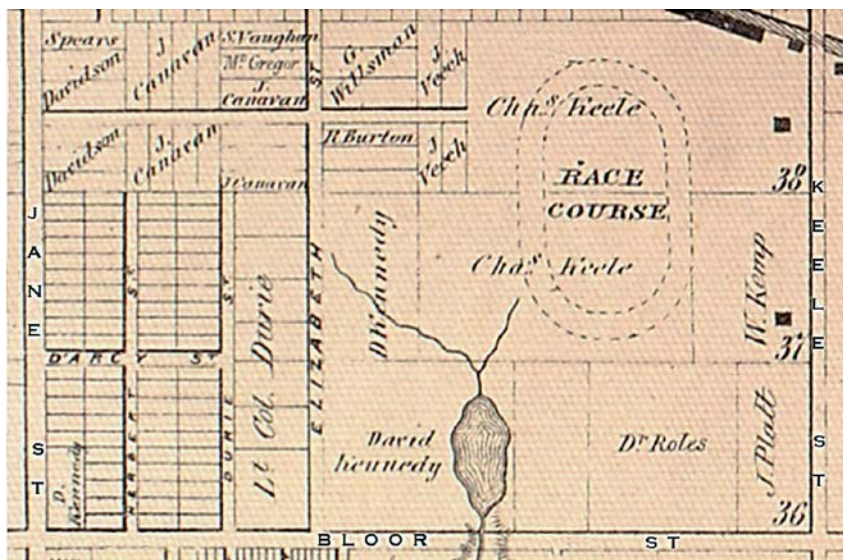 Spears
Davidson
J
Canavan
S. Vaughan
Mc Gregor
J.
Canavan
ST
G.
Willsman
J
Veech
Chas. Keele
Davidson
J.
Canavan
J Canavan
R. Burton
J
Veech
RACE
COURSE
38
Chas. Keele
D Kennedy
W. Kemp
37
JANE ST
KEELE ST
ST
ST
ELIZABETH
D'ARCY ST
HERBERT
DURIE
Lt. Col. Durie
D.
Kennedy
David
Kennedy
Dr Roles
J. Platt
36
BLOOR ST